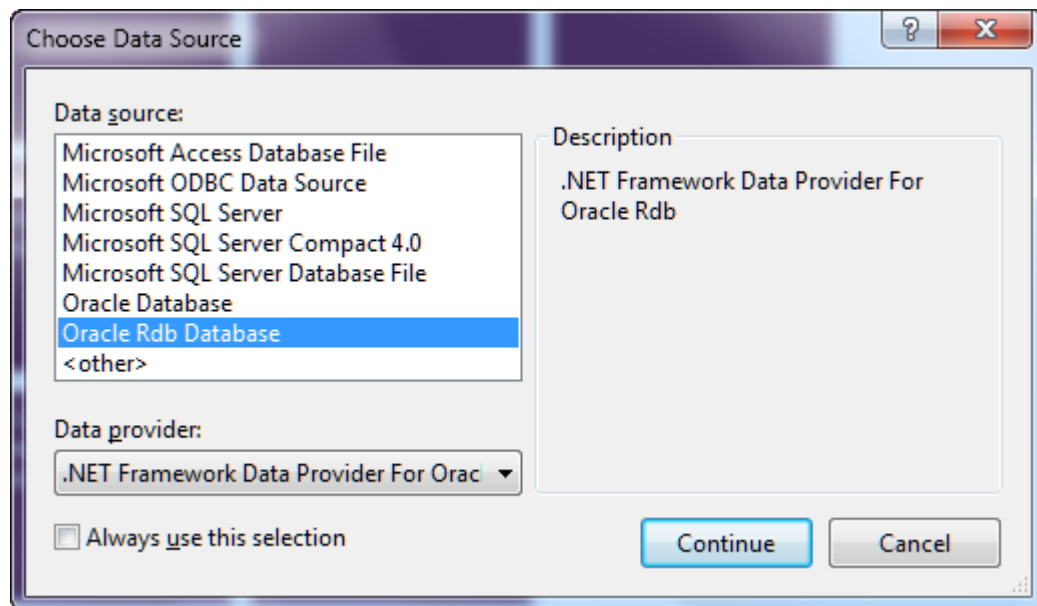 Choose Data Source
Data source:
Microsoft Access Database File
Microsoft ODBC Data Source
Microsoft SQL Server
Microsoft SQL Server Compact 4.0
Microsoft SQL Server Database File
Oracle Database
Oracle Rdb Database
<other>
Data provider:
.NET Framework Data Provider For Orac
Always use this selection
Description
.NET Framework Data Provider For
Oracle Rdb
Continue
Cancel